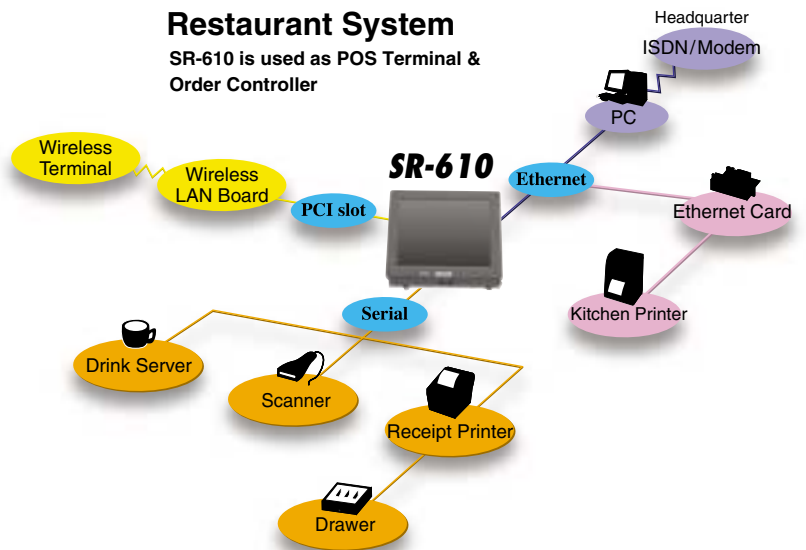 Restaurant System
SR-610 is used as POS Terminal &
Order Controller
Headquarter
ISDN/Modem
PC
Wireless
Terminal
Wireless
LAN Board
PCI slot
SR-610
Ethernet
Ethernet Card
Kitchen Printer
Serial
Drink Server
Scanner
Receipt Printer
Drawer